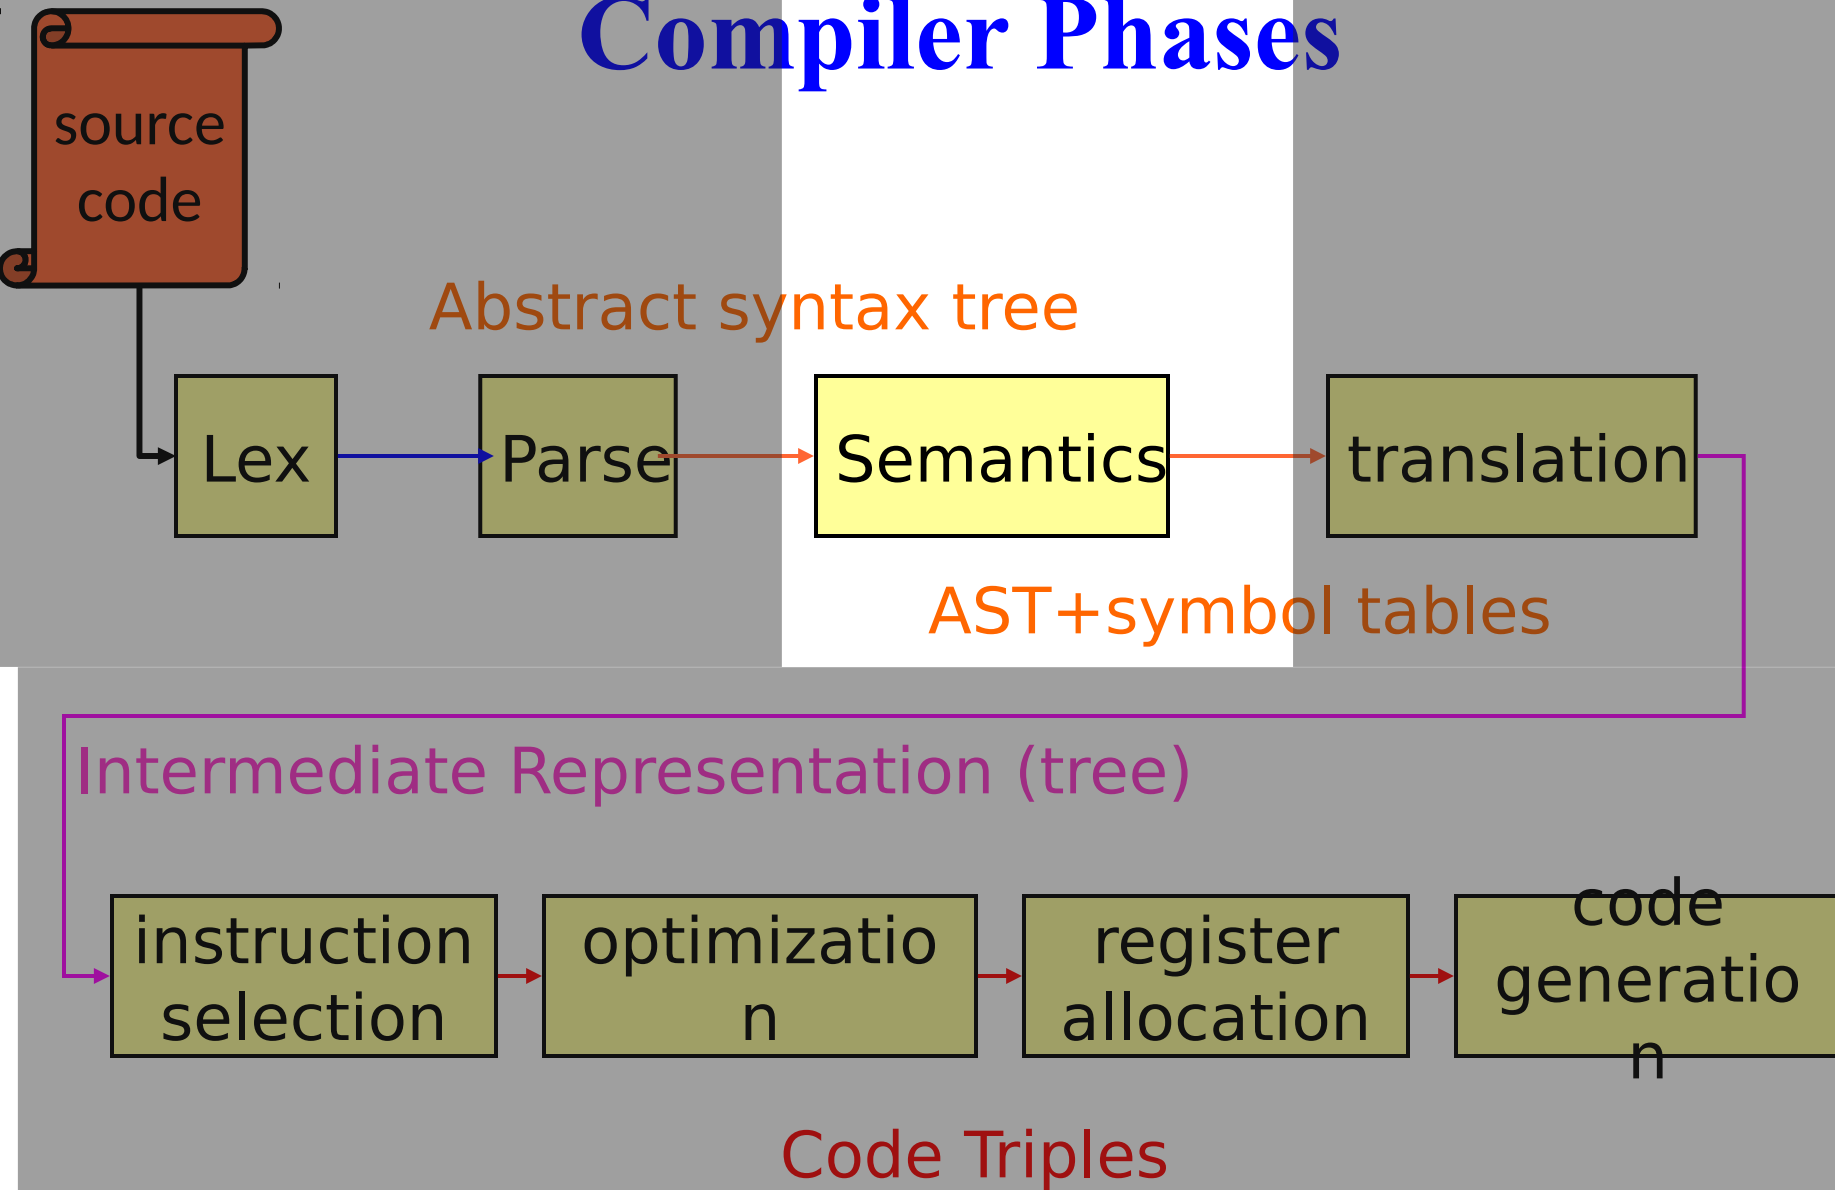 Compiler Phases
source
code
Abstract syntax tree
Lex
Parse
Semantics
translation
AST+symbol tables
Intermediate Representation (tree)
instruction
selection
optimizatio
n
register
allocation
code
generatio
n
Code Triples